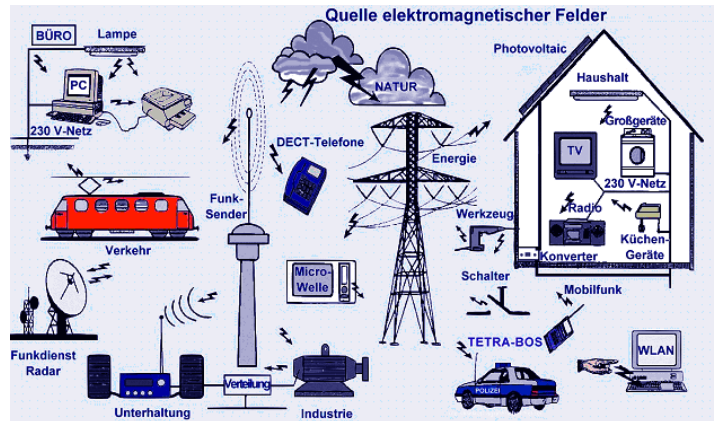 Quelle elektromagnetischer Felder
BÜRO
Lampe
PC
230 V-Netz
NATUR
Photovoltaic
Haushalt
Großgeräte
TV
230 V-Netz
Radio
Konverter
Küchen-
Geräte
DECT-Telefone
Energie
Funk-
Sender
Werkzeug
Verkehr
Micro-
Welle
Schalter
Mobilfunk
Funkdienst
Radar
TETRA-BOS
WLAN
POLIZEI
Verteilung
Unterhaltung
Industrie